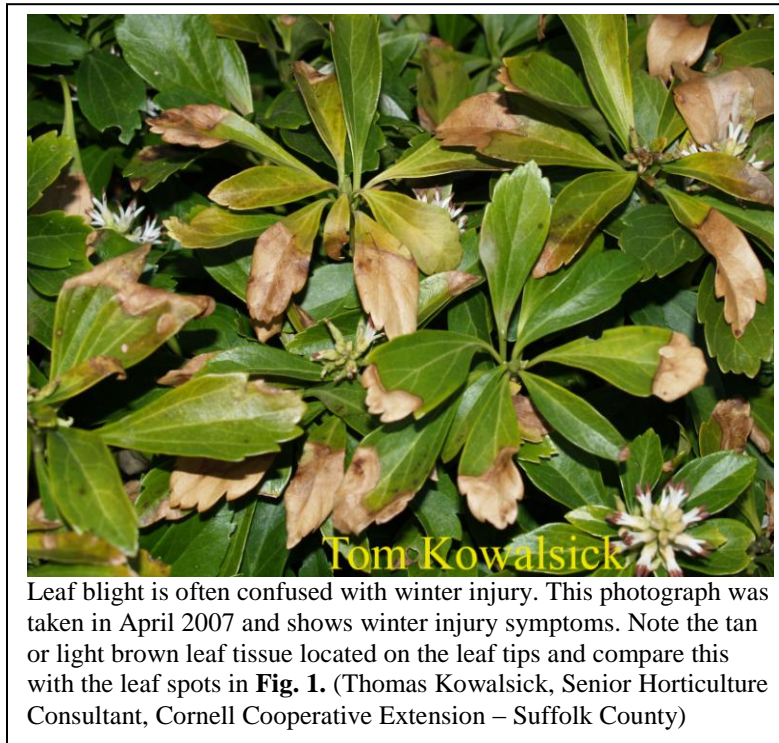 Tom Kowalsick
Leaf blight is often confused with winter injury. This photograph was
taken in April 2007 and shows winter injury symptoms. Note the tan
or light brown leaf tissue located on the leaf tips and compare this
with the leaf spots in Fig. 1. (Thomas Kowalsick, Senior Horticulture
Consultant, Cornell Cooperative Extension – Suffolk County)